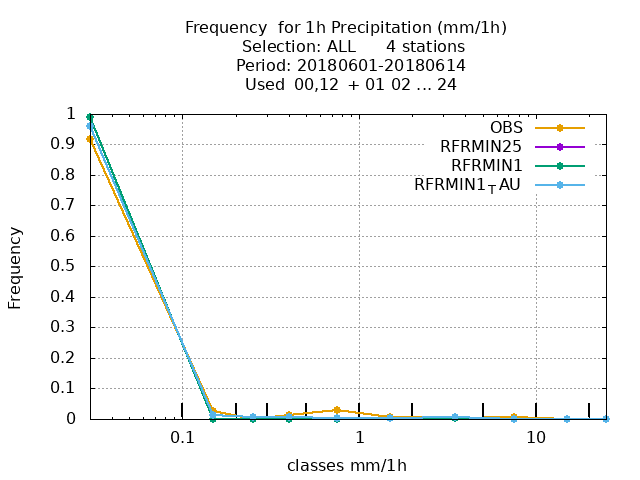 Frequency  for 1h Precipitation (mm/1h)
Selection: ALL      4 stations
Period: 20180601-20180614
Used  00,12  + 01 02 ... 24
OBS
RFRMIN25
RFRMIN1
RFRMIN1_TAU
1
0.9
0.8
0.7
0.6
0.5
0.4
0.3
0.2
0.1
0
Frequency
0.1 1 10
classes mm/1h